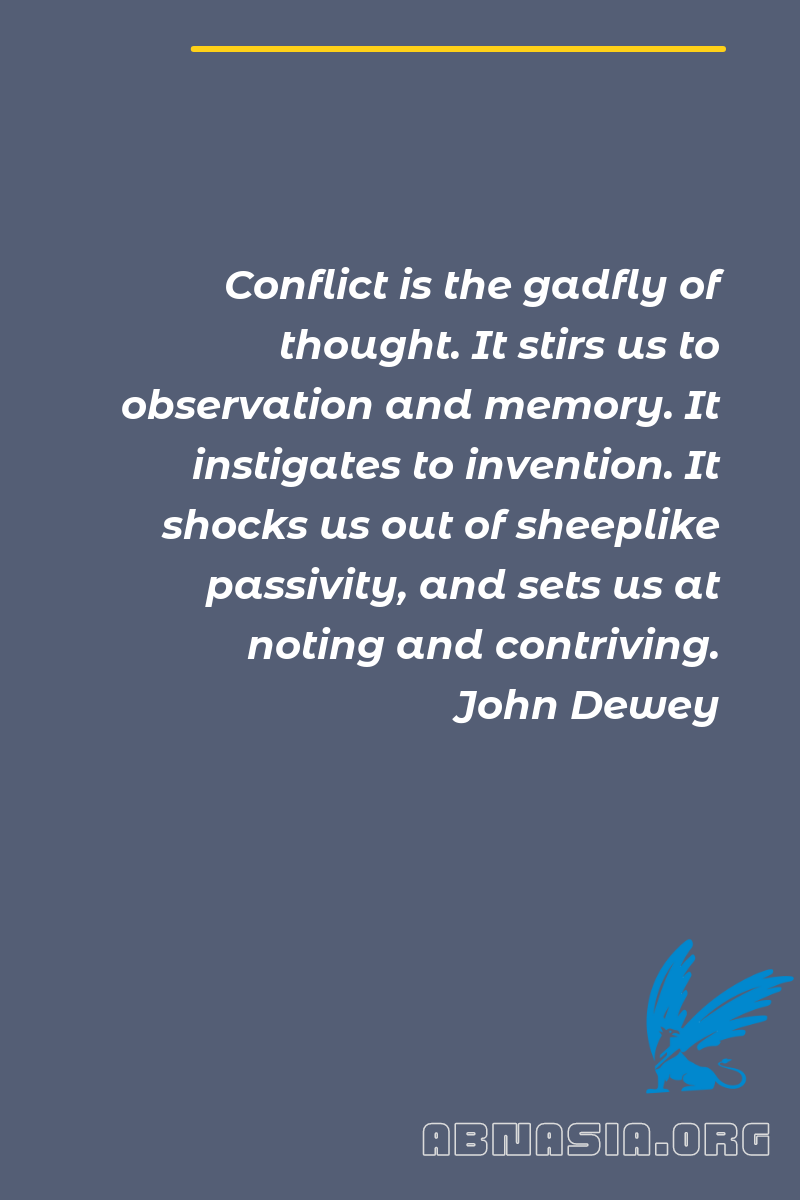 Conflict is the gadfly of
thought. It stirs us to
observation and memory. It
instigates to invention. It
shocks us out of sheeplike
passivity, and sets us at
noting and contriving.
John Dewey
ABNASIA.ORG